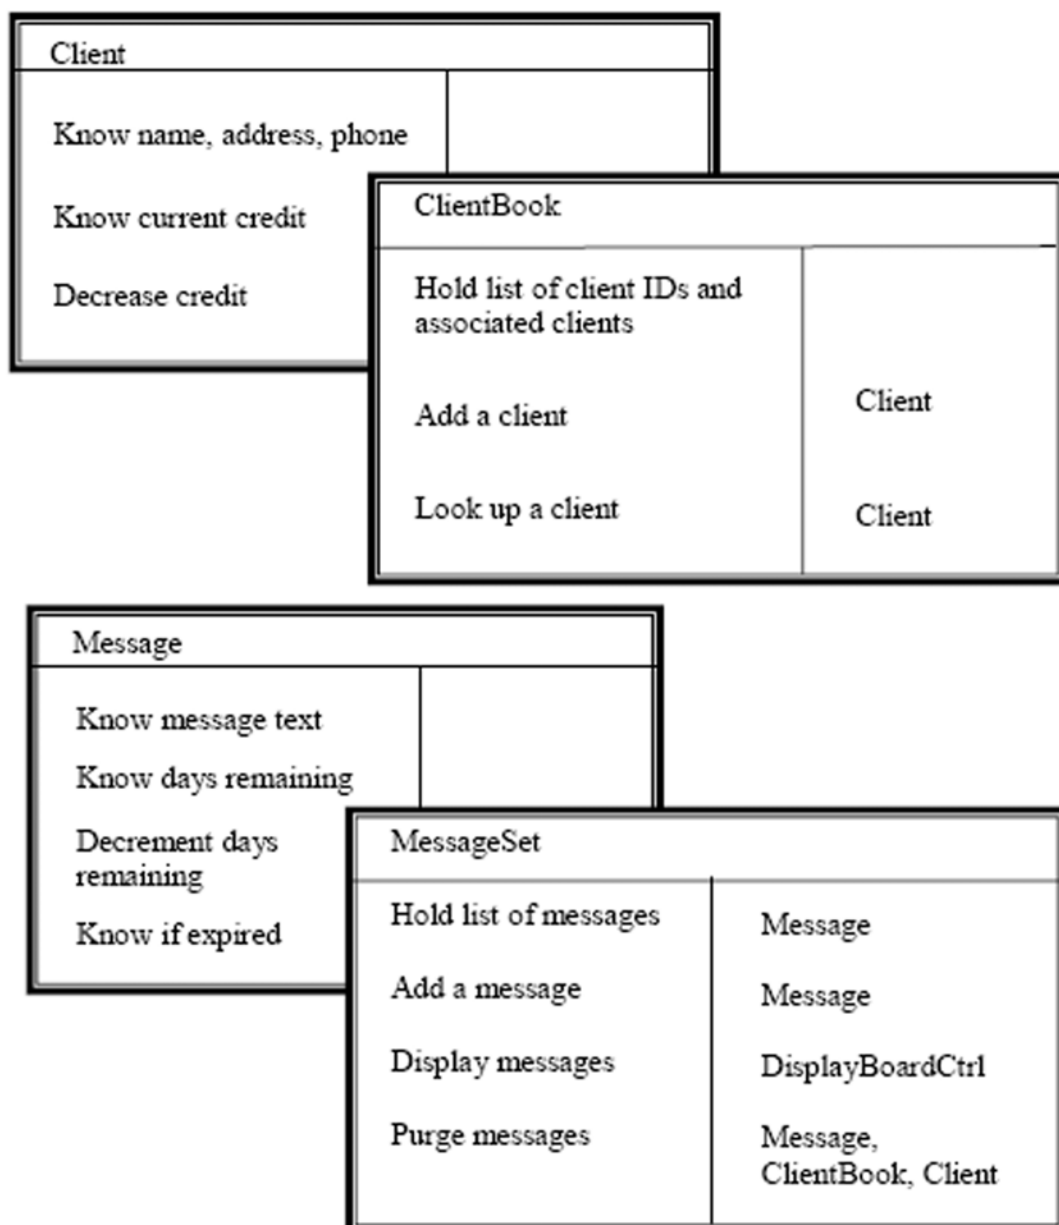 Client
Know name, address, phone
Know current credit
Decrease credit
ClientBook
Hold list of client IDs and
associated clients
Add a client
Client
Look up a client
Client
Message
Know message text
Know days remaining
Decrement days
remaining
Know if expired
MessageSet
Hold list of messages
Message
Add a message
Message
Display messages
DisplayBoardCtrl
Purge messages
Message,
ClientBook, Client